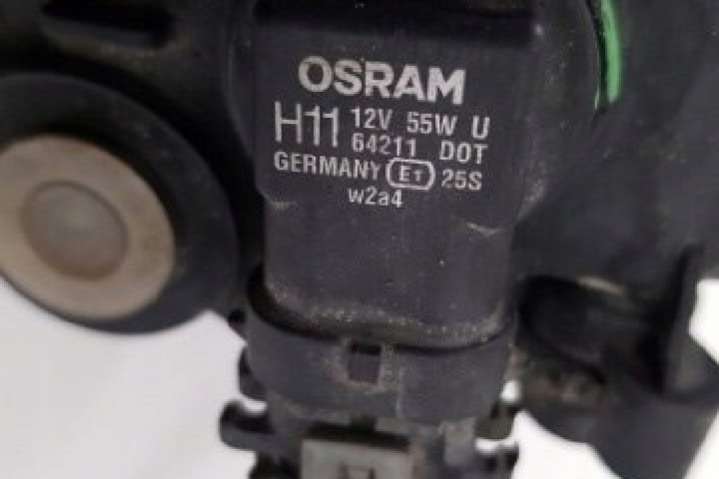 OSRAM
H11 12V 55W U
64211 DOT
GERMANY E1 25S
w2a4